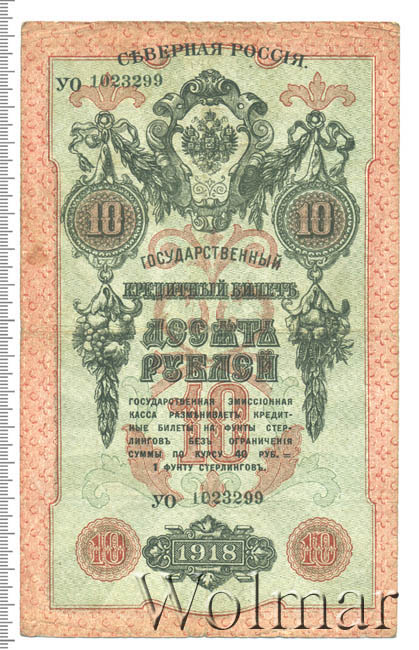 СѢВЕРНАЯ РОССІЯ.
УО 1023299
10 10
ГОСУДАРСТВЕННЫЙ
КРЕДИТНЫЙ БИЛЕТЪ
ДЕСЯТЬ
РУБЛЕЙ
10
ГОСУДАРСТВЕННАЯ ЭМИССІОННАЯ
КАССА РАЗМѢНИВАЕТЪ КРЕДИТ-
НЫЕ БИЛЕТЫ НА ФУНТЫ СТЕР-
ЛИНГОВЪ БЕЗЪ ОГРАНИЧЕНІЯ
СУММЫ ПО КУРСУ 40 РУБ. =
1 ФУНТУ СТЕРЛИНГОВЪ.
УО 1023299
10 1918 10
Wolmar